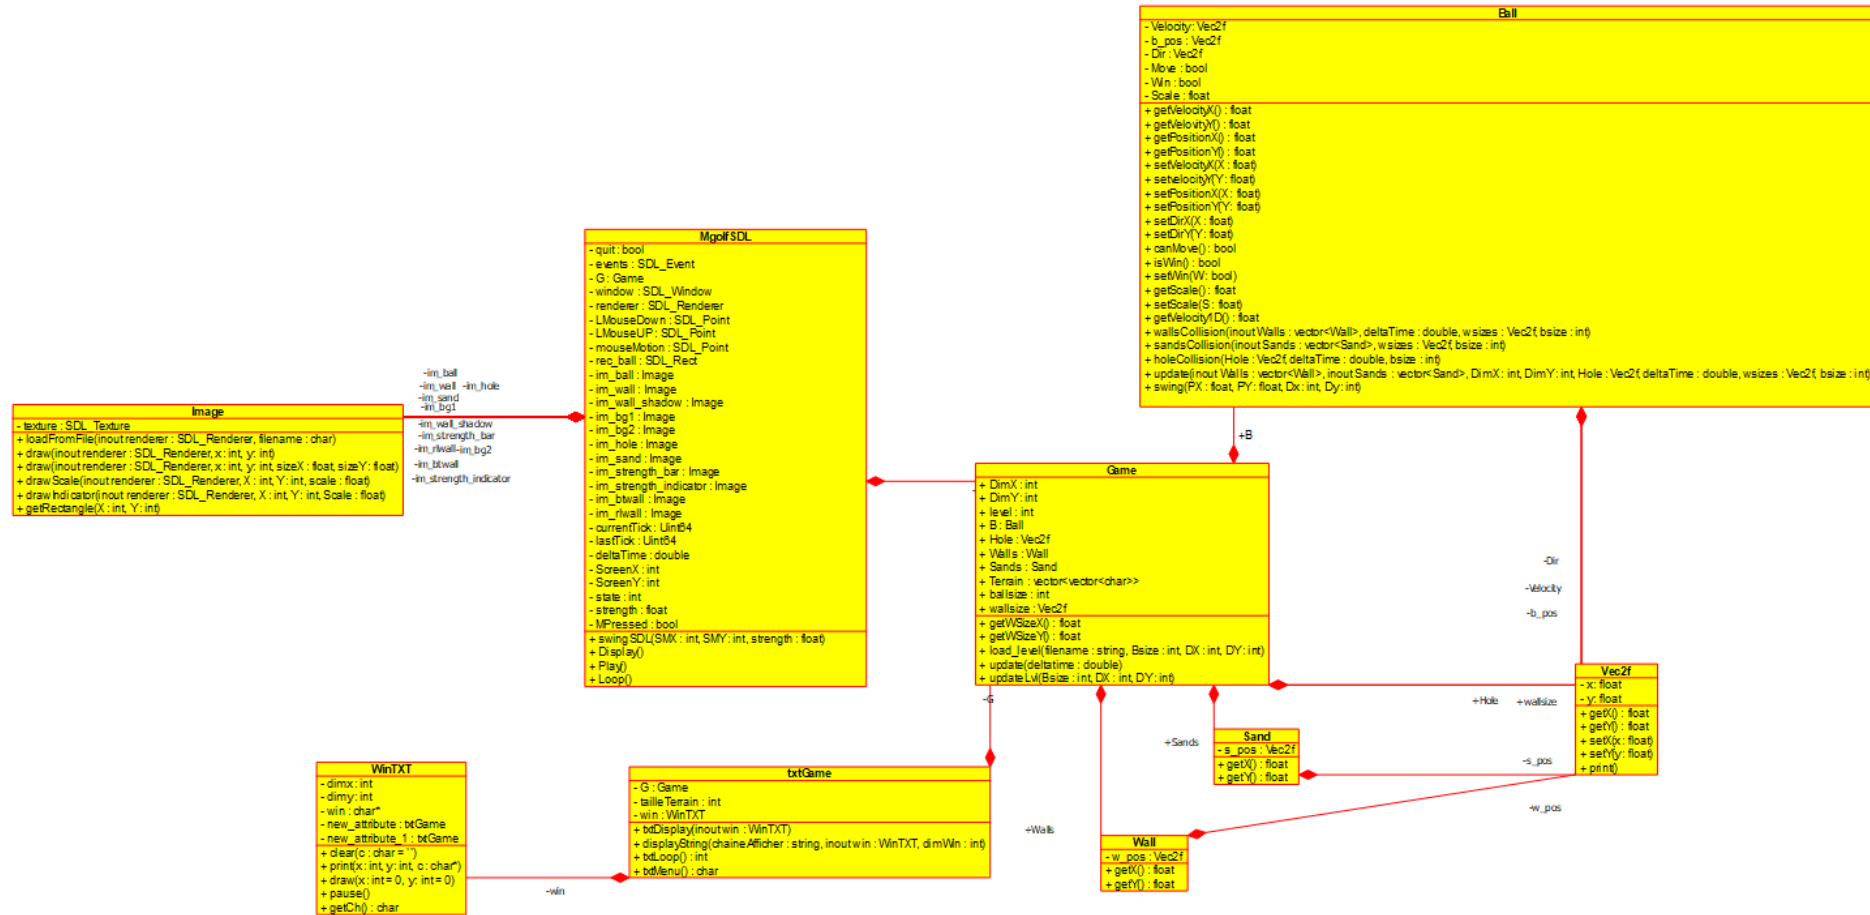 Ball
- Velocity: Vec2f
- b_pos : Vec2f
- Dir : Vec2f
- Move : bool
- Win : bool
- Scale : float
+ getVelocityX() : float
+ getVelovityY() : float
+ getPositionX() : float
+ getPositionY() : float
+ setVelocityX(X : float)
+ setvelocityY(Y : float)
+ setPositionX(X : float)
+ setPositionY(Y : float)
+ setDirX(X : float)
+ setDirY(Y : float)
+ canMove() : bool
+ isWin() : bool
+ setWin(W : bool)
+ getScale() : float
+ setScale(S : float)
+ getVelocity1D() : float
+ wallsCollision(inout Walls : vector<Wall>, deltaTime : double, wsizes : Vec2f, bsize : int)
+ sandsCollision(inout Sands : vector<Sand>, wsizes : Vec2f, bsize : int)
+ holeCollision(Hole : Vec2f, deltaTime : double, bsize : int)
+ update(inout Walls : vector<Wall>, inout Sands : vector<Sand>, DimX : int, DimY : int, Hole : Vec2f, deltaTime : double, wsizes : Vec2f, bsize : int)
+ swing(PX : float, PY : float, Dx : int, Dy : int)
MgolfSDL
- quit : bool
- events : SDL_Event
- G : Game
- window : SDL_Window
- renderer : SDL_Renderer
- LMouseDown : SDL_Point
- LMouseUP : SDL_Point
- mouseMotion : SDL_Point
- rec_ball : SDL_Rect
- im_ball : Image
- im_wall : Image
- im_wall_shadow : Image
- im_bg1 : Image
- im_bg2 : Image
- im_hole : Image
- im_sand : Image
- im_strength_bar : Image
- im_strength_indicator : Image
- im_btwall : Image
- im_rlwall : Image
- currentTick : Uint64
- lastTick : Uint64
- deltaTime : double
- ScreenX : int
- ScreenY : int
- state : int
- strength : float
- MPressed : bool
+ swingSDL(SMX : int, SMY : int, strength : float)
+ Display()
+ Play()
+ Loop()
-im_ball
-im_wall -im_hole
-im_sand
-im_bg1
-im_wall_shadow
-im_strength_bar
-im_rlwall-im_bg2
-im_btwall
-im_strength_indicator
Image
- texture : SDL_Texture
+ loadFromFile(inout renderer : SDL_Renderer, filename : char)
+ draw(inout renderer : SDL_Renderer, x : int, y : int)
+ draw(inout renderer : SDL_Renderer, x : int, y : int, sizeX : float, sizeY : float)
+ drawScale(inout renderer : SDL_Renderer, X : int, Y : int, scale : float)
+ drawIndicator(inout renderer : SDL_Renderer, X : int, Y : int, Scale : float)
+ getRectangle(X : int, Y : int)
+B
Game
+ DimX : int
+ DimY : int
+ level : int
+ B : Ball
+ Hole : Vec2f
+ Walls : Wall
+ Sands : Sand
+ Terrain : vector<vector<char>>
+ ballsize : int
+ wallsize : Vec2f
+ getWSizeX() : float
+ getWSizeY() : float
+ load_level(filename : string, Bsize : int, DX : int, DY : int)
+ update(deltatime : double)
+ updateLvl(Bsize : int, DX : int, DY : int)
-Dir
-Velocity
-b_pos
-G
+Hole +wallsize
Vec2f
- x : float
- y : float
+ getX() : float
+ getY() : float
+ setX(x : float)
+ setY(y : float)
+ print()
+Sands
Sand
- s_pos : Vec2f
+ getX() : float
+ getY() : float
-s_pos
-w_pos
+Walls
Wall
- w_pos : Vec2f
+ getX() : float
+ getY() : float
txtGame
- G : Game
- tailleTerrain : int
- win : WinTXT
+ txtDisplay(inout win : WinTXT)
+ displayString(chaineAfficher : string, inout win : WinTXT, dimWin : int)
+ txtLoop() : int
+ txtMenu() : char
-win
WinTXT
- dimx : int
- dimy : int
- win : char*
- new_attribute : txtGame
- new_attribute_1 : txtGame
+ clear(c : char = ' ')
+ print(x : int, y : int, c : char*)
+ draw(x : int = 0, y : int = 0)
+ pause()
+ getCh() : char